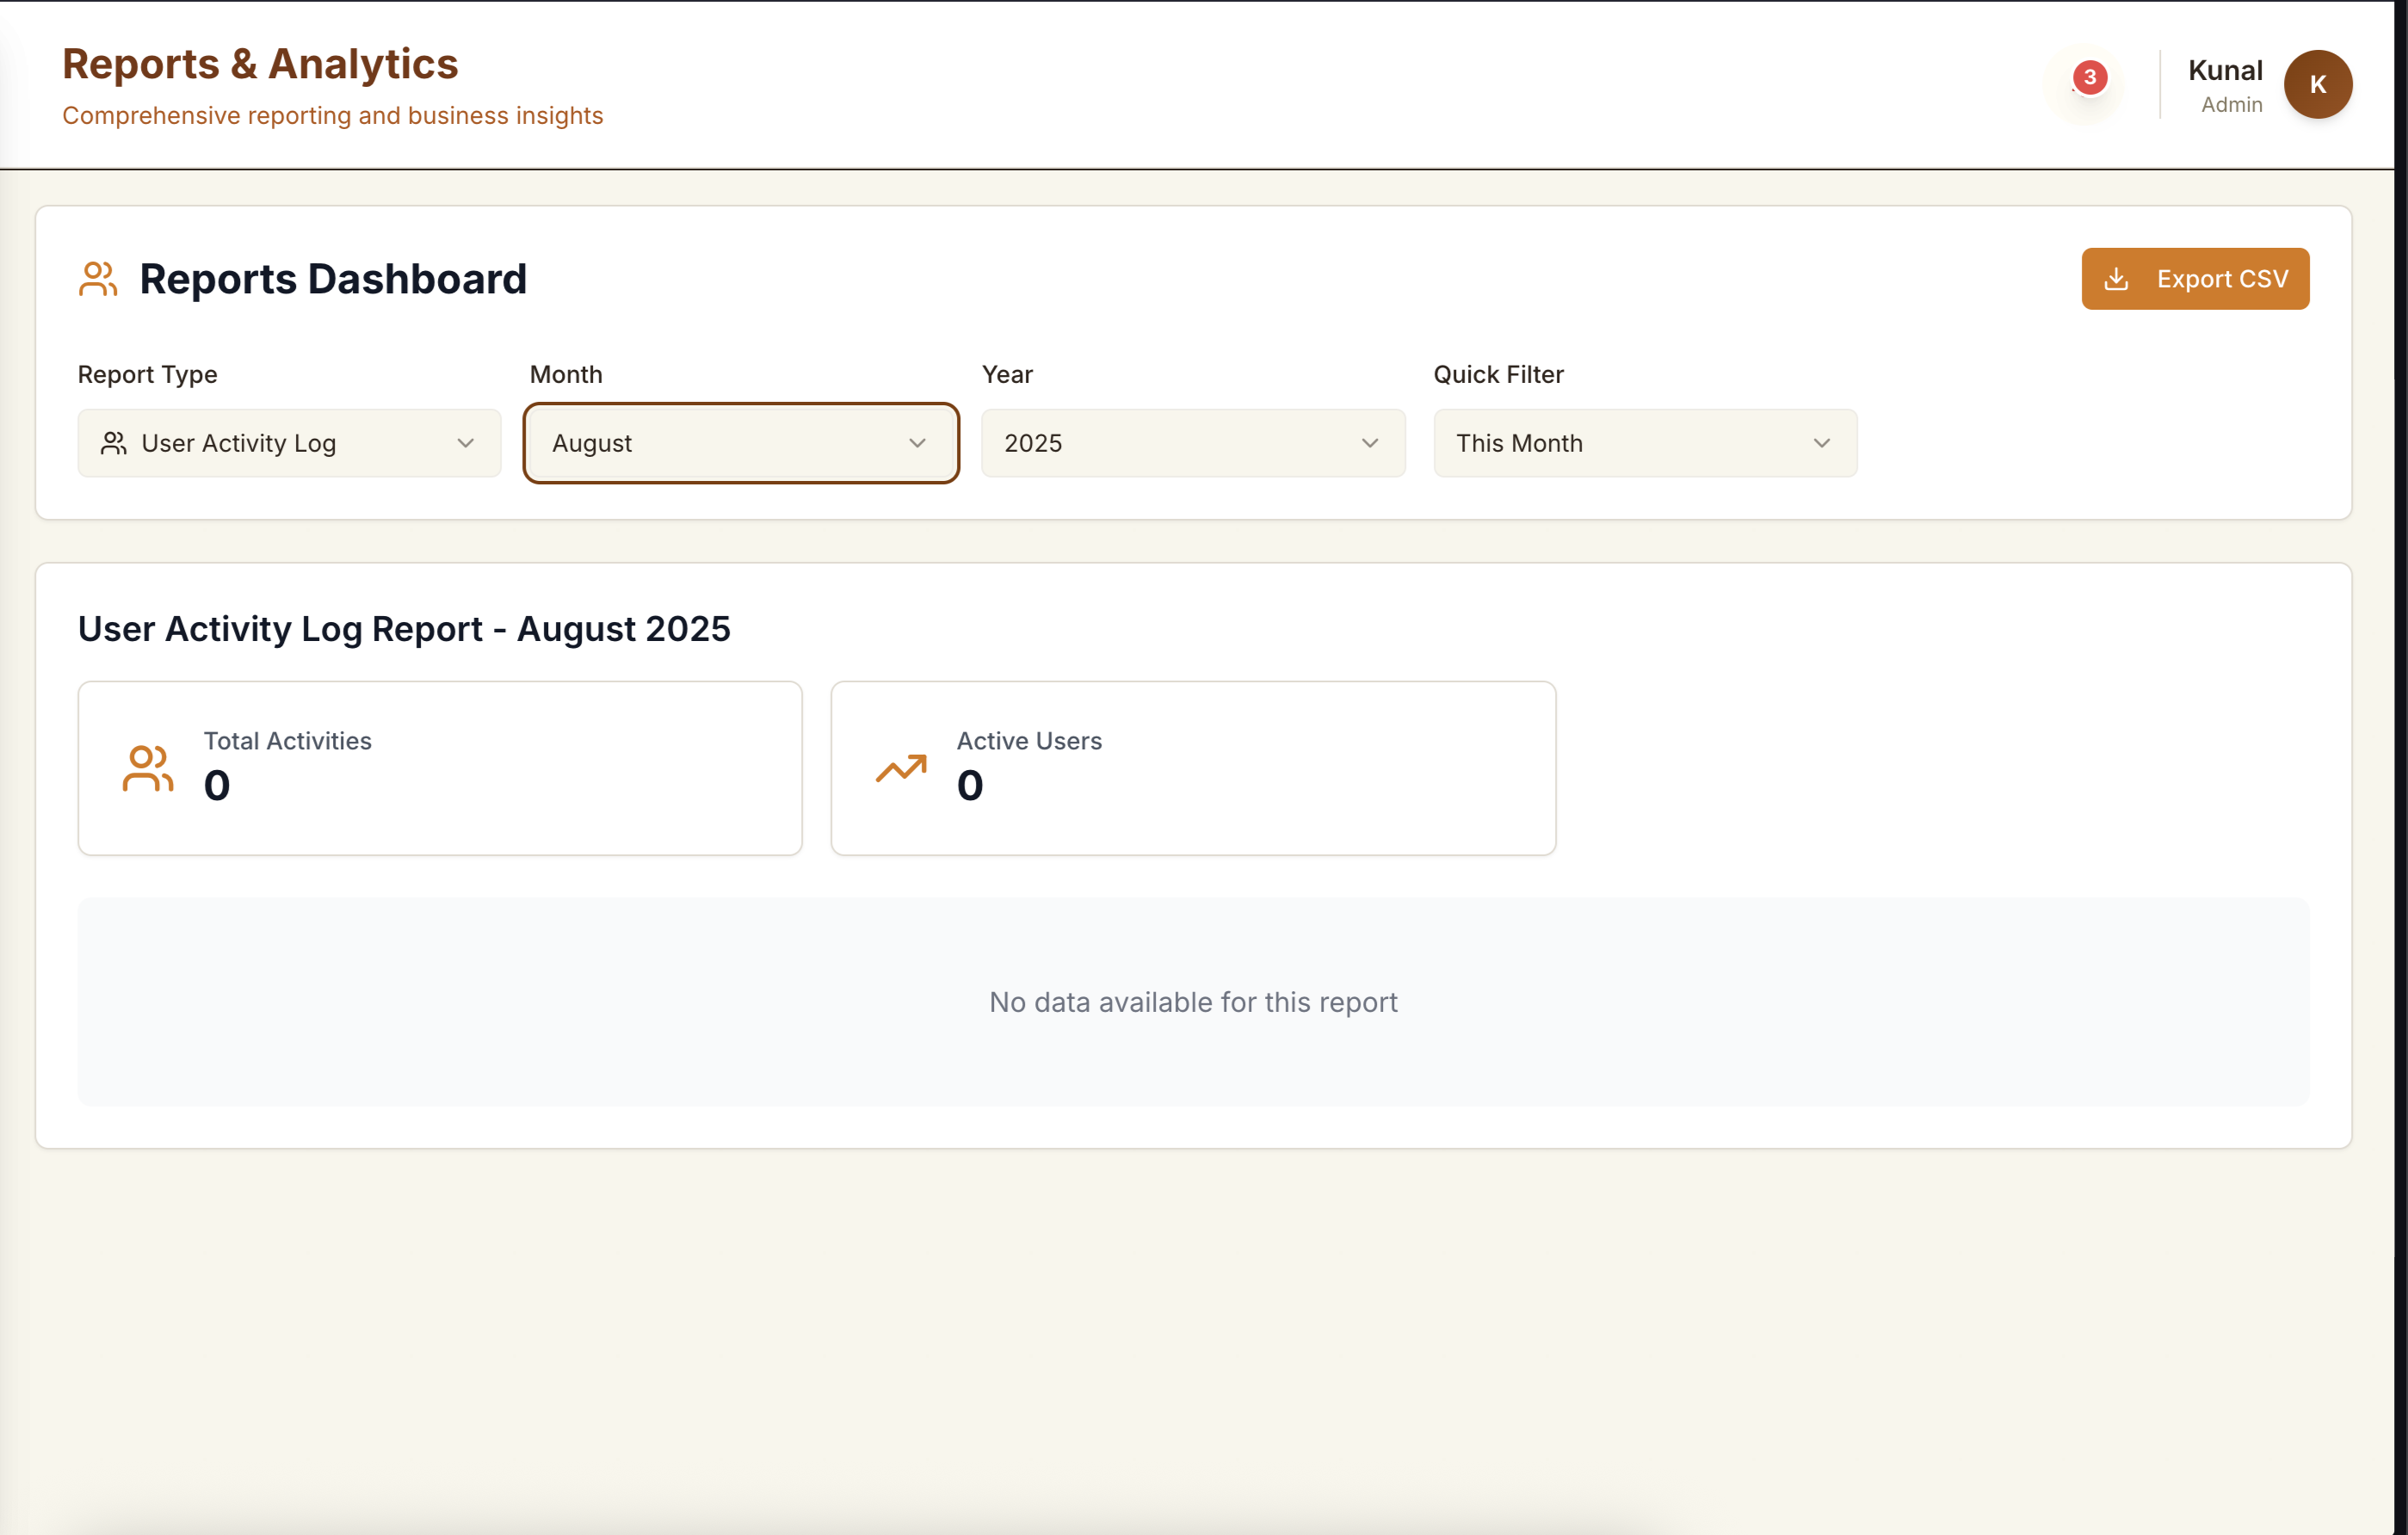 Reports & Analytics
Comprehensive reporting and business insights
3
Kunal
Admin
K
Reports Dashboard
Export CSV
Report Type
Month
Year
Quick Filter
User Activity Log
August
2025
This Month
User Activity Log Report - August 2025
Total Activities
0
Active Users
0
No data available for this report